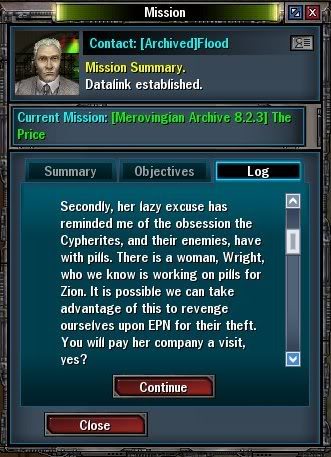 Mission
Contact: [Archived]Flood
Mission Summary.
Datalink established.
Current Mission: [Merovingian Archive 8.2.3] The
Price
Summary
Objectives
Log
Secondly, her lazy excuse has
reminded me of the obsession the
Cypherites, and their enemies, have
with pills. There is a woman, Wright,
who we know is working on pills for
Zion. It is possible we can take
advantage of this to revenge
ourselves upon EPN for their theft.
You will pay her company a visit,
yes?
Continue
Close